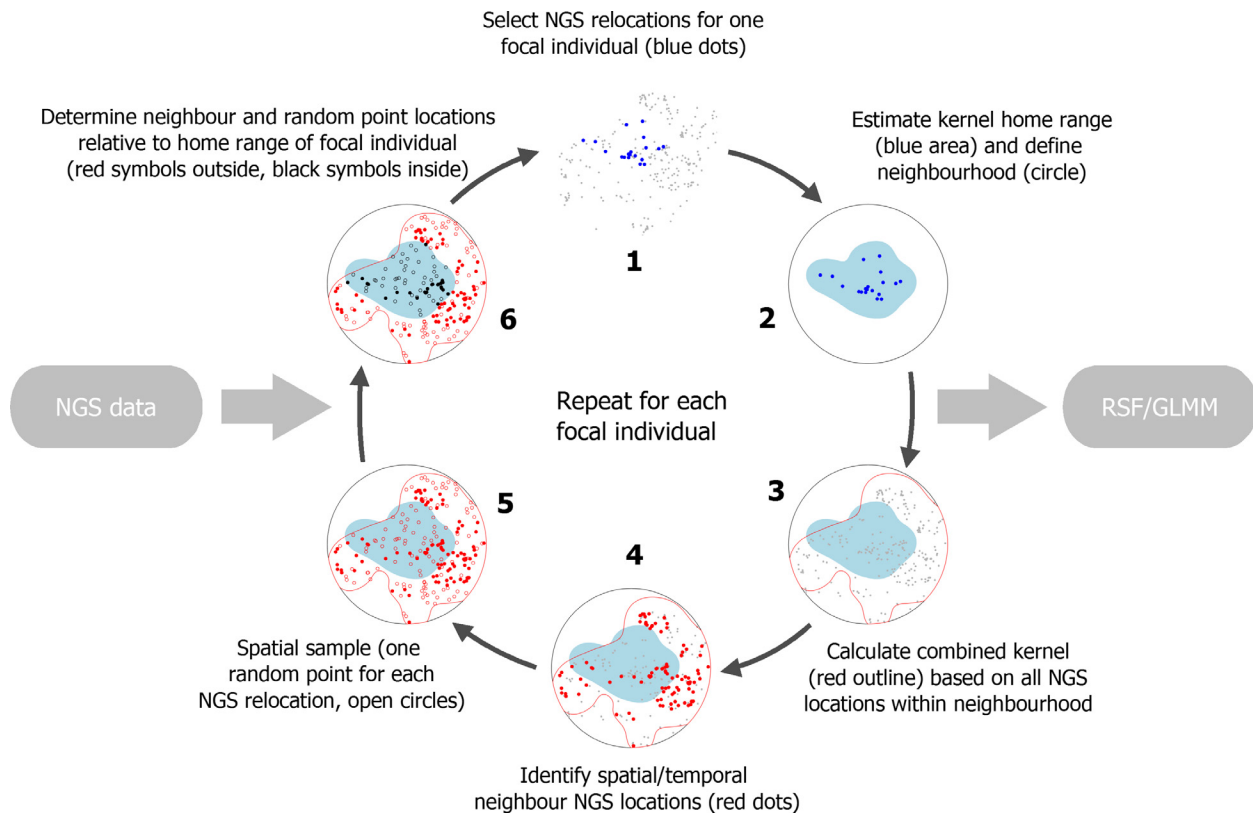 Select NGS relocations for one
focal individual (blue dots)
Determine neighbour and random point locations
relative to home range of focal individual
(red symbols outside, black symbols inside)
Estimate kernel home range
(blue area) and define
neighbourhood (circle)
1
2
6
NGS data
Repeat for each
focal individual
RSF/GLMM
5
3
4
Spatial sample (one
random point for each
NGS relocation, open circles)
Calculate combined kernel
(red outline) based on all NGS
locations within neighbourhood
Identify spatial/temporal
neighbour NGS locations (red dots)